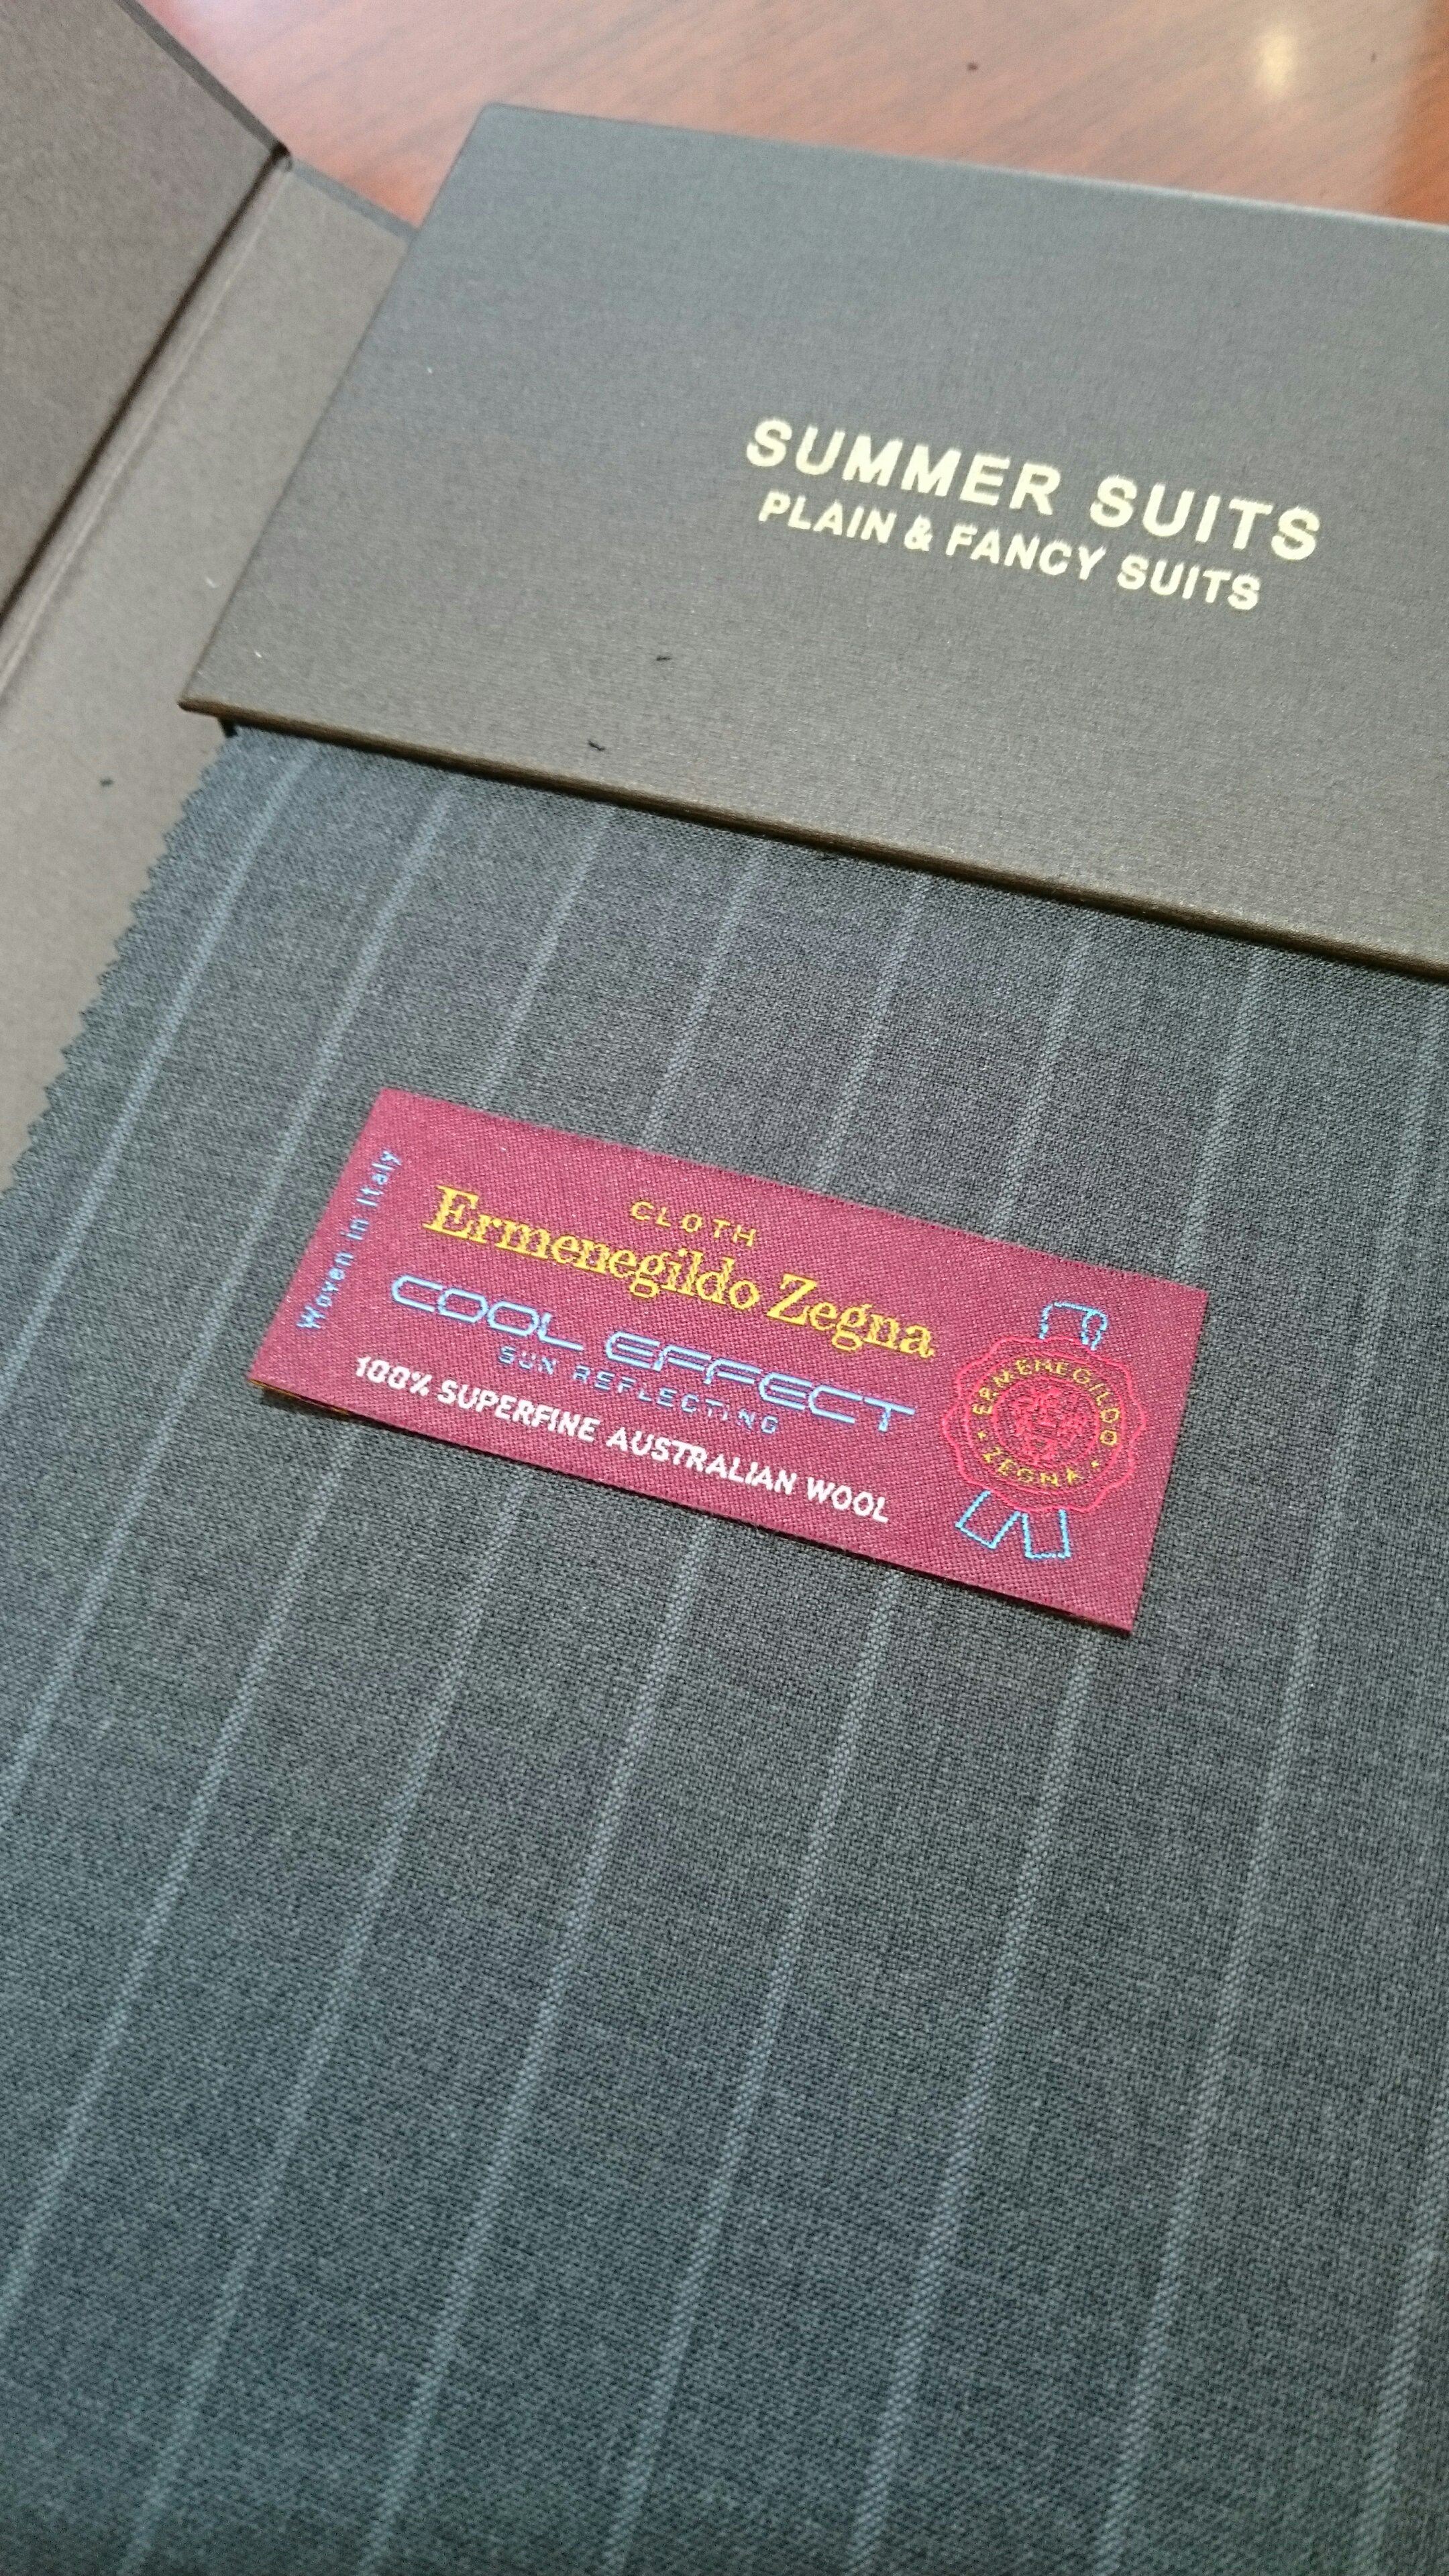 SUMMER SUITS
PLAIN & FANCY SUITS
Woven in Italy
CLOTH
Ermenegildo Zegna
COOL EFFECT
SUN REFLECTING
100% SUPERFINE AUSTRALIAN WOOL
ERMENEGILDO
ZEGNA